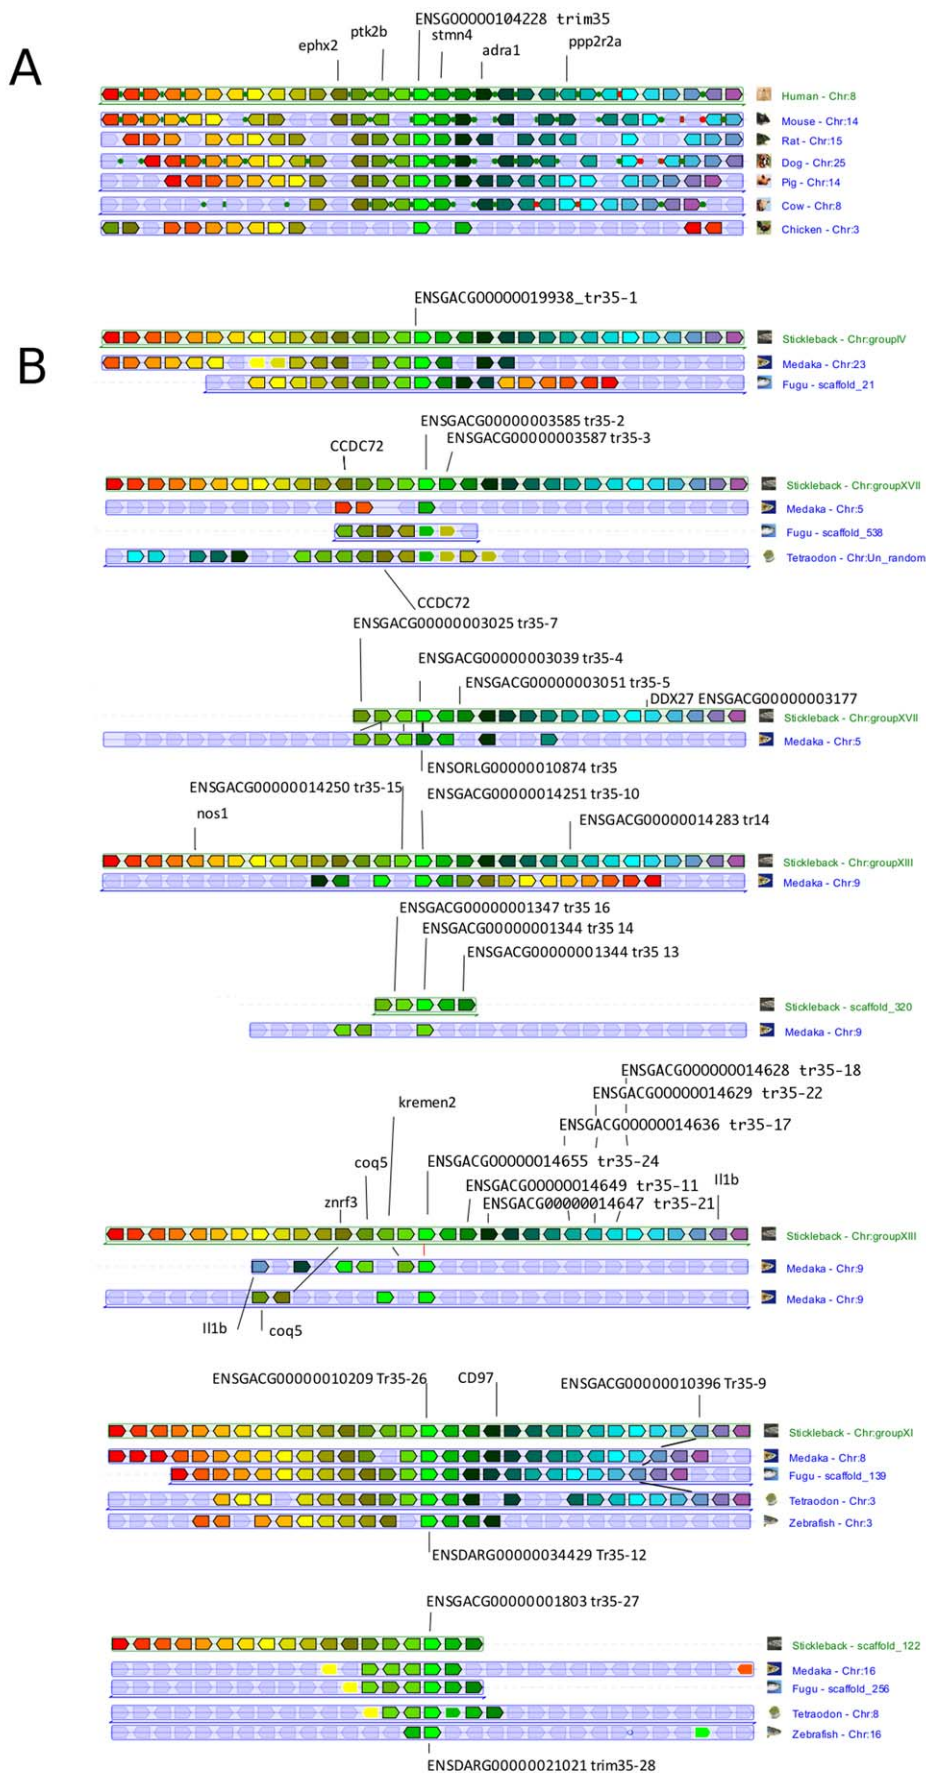 ENSG00000104228 trim35
ptk2b
stmn4
ephx2
adra1
ppp2r2a
A
Human - Chr:8
Mouse - Chr:14
Rat - Chr:15
Dog - Chr:25
Pig - Chr:14
Cow - Chr:8
Chicken - Chr:3
ENSGACG00000019938_tr35-1
B
Stickleback - Chr:groupIV
Medaka - Chr:23
Fugu - scaffold_21
ENSGACG00000003585 tr35-2
ENSGACG00000003587 tr35-3
CCDC72
Stickleback - Chr:groupXVII
Medaka - Chr:5
Fugu - scaffold_538
Tetraodon - Chr:Un_random
CCDC72
ENSGACG00000003025 tr35-7
ENSGACG00000003039 tr35-4
ENSGACG00000003051 tr35-5
DDX27 ENSGACG00000003177
Stickleback - Chr:groupXVII
Medaka - Chr:5
ENSORLG00000010874 tr35
ENSGACG00000014250 tr35-15
ENSGACG00000014251 tr35-10
nos1
ENSGACG00000014283 tr14
Stickleback - Chr:groupXIII
Medaka - Chr:9
ENSGACG00000001347 tr35 16
ENSGACG00000001344 tr35 14
ENSGACG00000001344 tr35 13
Stickleback - scaffold_320
Medaka - Chr:9
ENSGACG000000014628 tr35-18
ENSGACG00000014629 tr35-22
kremen2
ENSGACG00000014636 tr35-17
coq5
ENSGACG00000014655 tr35-24
ENSGACG00000014649 tr35-11
Il1b
znrf3
ENSGACG00000014647 tr35-21
Stickleback - Chr:groupXIII
Medaka - Chr:9
Medaka - Chr:9
Il1b
coq5
ENSGACG00000010209 Tr35-26
CD97
ENSGACG00000010396 Tr35-9
Stickleback - Chr:groupXI
Medaka - Chr:8
Fugu - scaffold_139
Tetraodon - Chr:3
Zebrafish - Chr:3
ENSDARG00000034429 Tr35-12
ENSGACG00000001803 tr35-27
Stickleback - scaffold_122
Medaka - Chr:16
Fugu - scaffold_256
Tetraodon - Chr:8
Zebrafish - Chr:16
ENSDARG00000021021 trim35-28